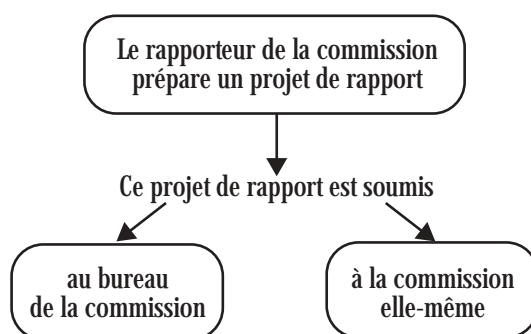 Le rapporteur de la commission
prépare un projet de rapport
Ce projet de rapport est soumis
au bureau
de la commission
à la commission
elle-même